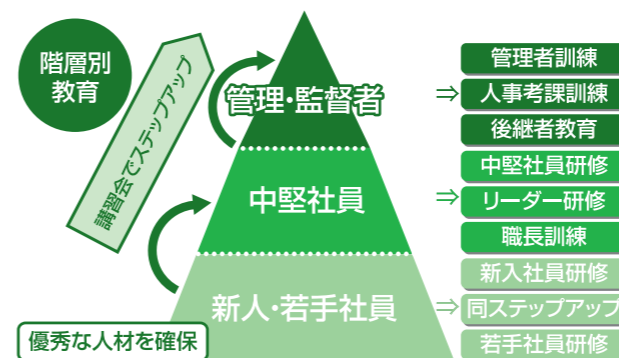 階層別
教育
講習会でステップアップ
管理・監督者
⇒
管理者訓練
人事考課訓練
後継者教育
中堅社員
⇒
中堅社員研修
リーダー研修
職長訓練
新人・若手社員
⇒
新入社員研修
同ステップアップ
若手社員研修
優秀な人材を確保